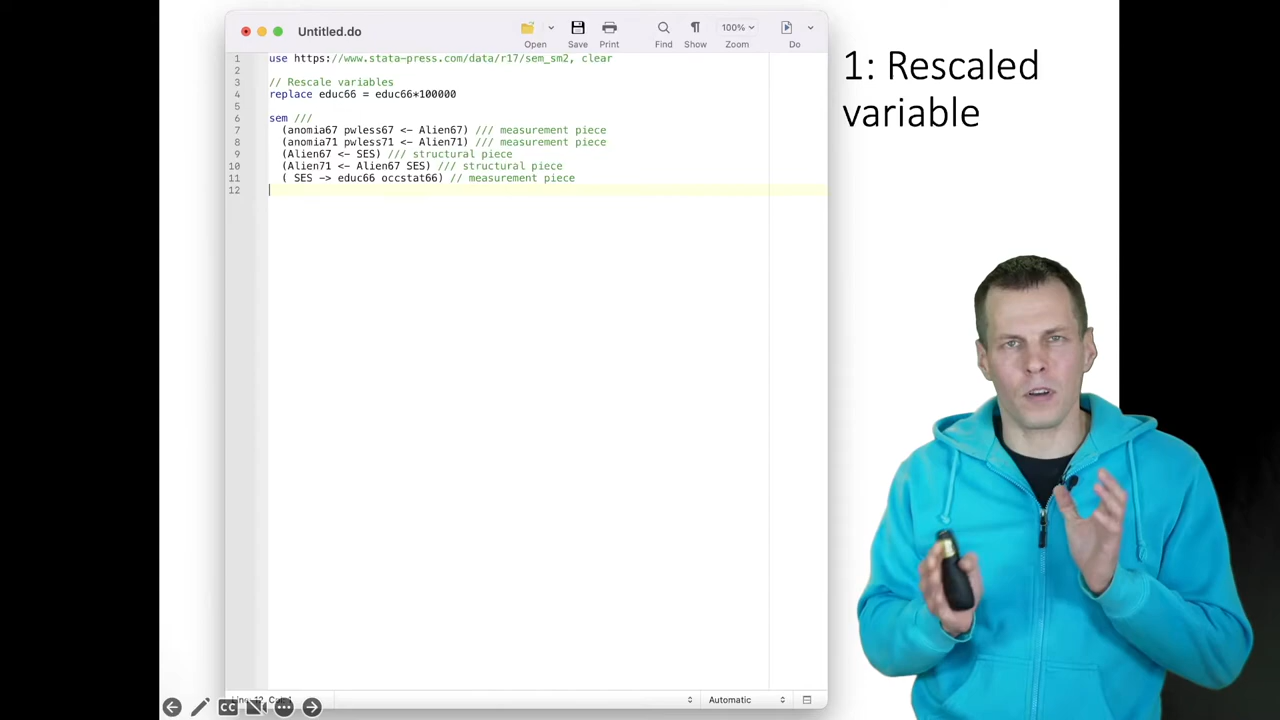 Untitled.do
Open
Save
Print
Find
Show
100%
Zoom
Do
1 use https://www.stata-press.com/data/r17/sem_sm2, clear
2
3 // Rescale variables
4 replace educ66 = educ66*100000
5
6 sem ///
7 (anomia67 pwless67 <- Alien67) /// measurement piece
8 (anomia71 pwless71 <- Alien71) /// measurement piece
9 (Alien67 <- SES) /// structural piece
10 (Alien71 <- Alien67 SES) /// structural piece
11 ( SES -> educ66 occstat66) // measurement piece
12
1: Rescaled
variable
CC
Automatic